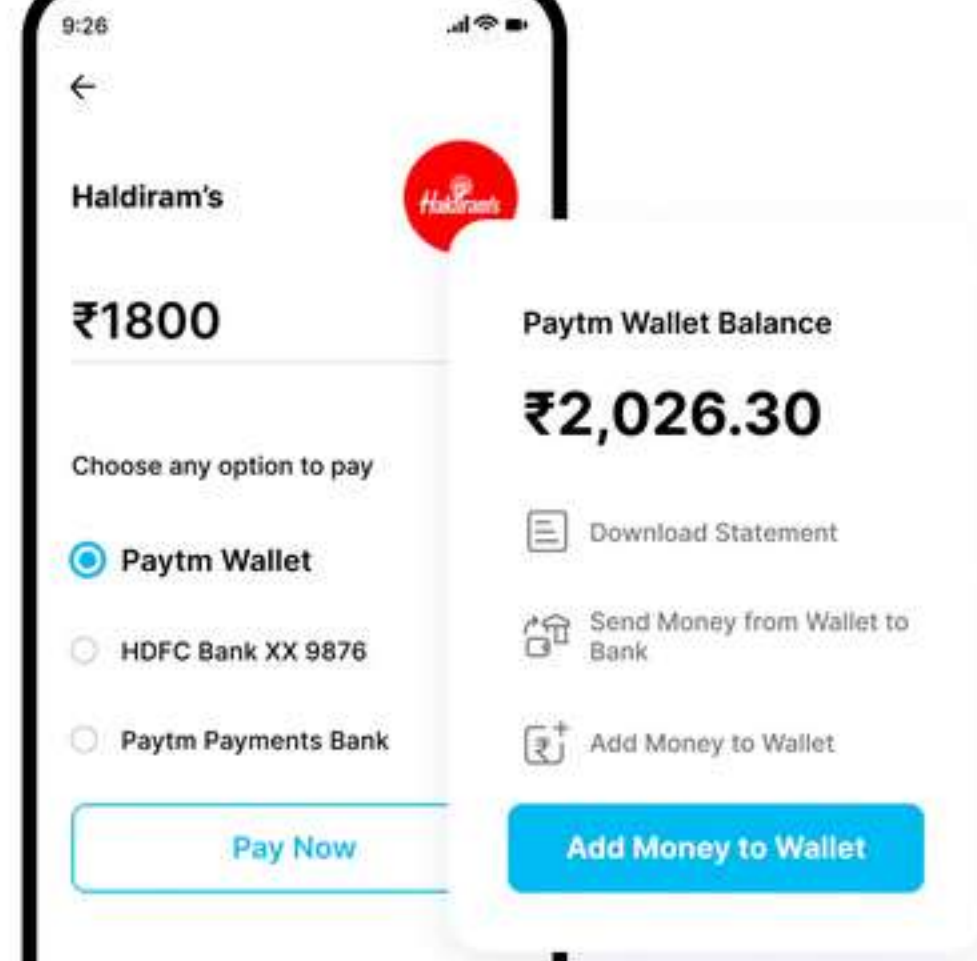 9:26
Haldiram's
Haldiram's
₹1800
Choose any option to pay
Paytm Wallet
HDFC Bank XX 9876
Paytm Payments Bank
Pay Now
Paytm Wallet Balance
₹2,026.30
Download Statement
Send Money from Wallet to
Bank
Add Money to Wallet
Add Money to Wallet